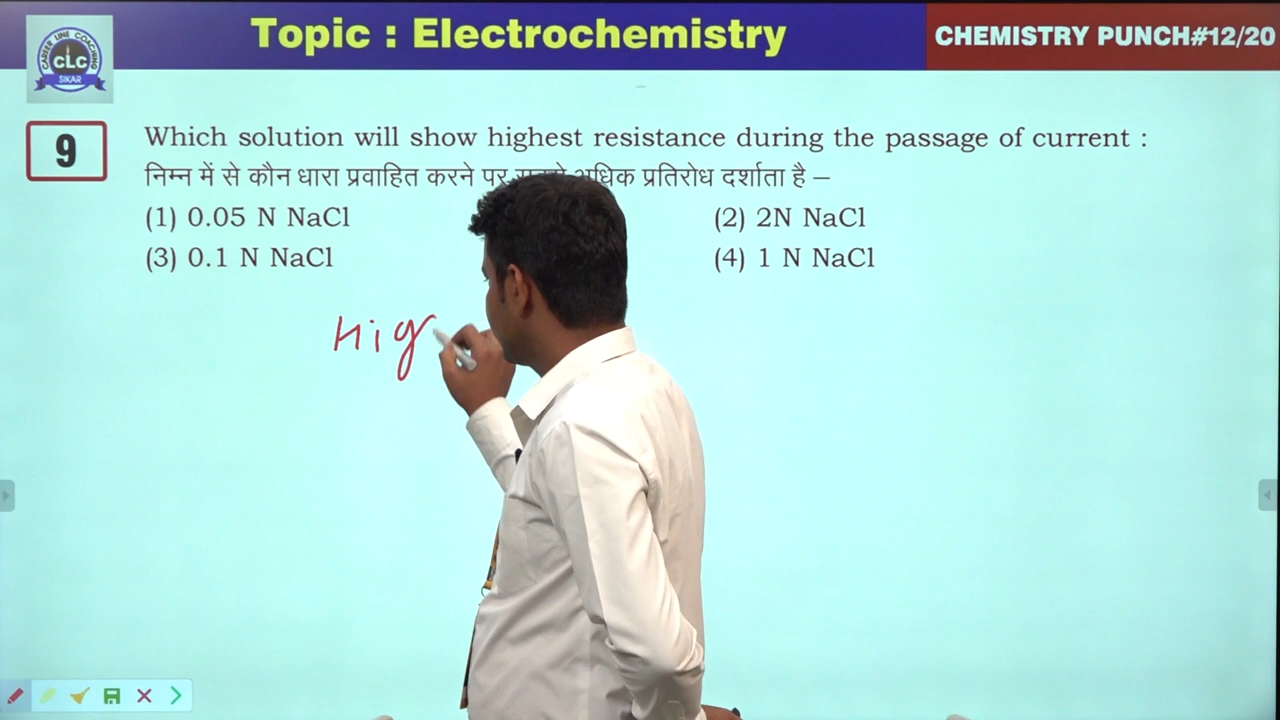 Topic : Electrochemistry
CHEMISTRY PUNCH#12/20
CAREER LINE COACHING
CLC
SIKAR
9
Which solution will show highest resistance during the passage of current :
निम्न में से कौन धारा प्रवाहित करने पर अधिक प्रतिरोध दर्शाता है –
(1) 0.05 N NaCl
(2) 2N NaCl
(3) 0.1 N NaCl
(4) 1 N NaCl
Hig